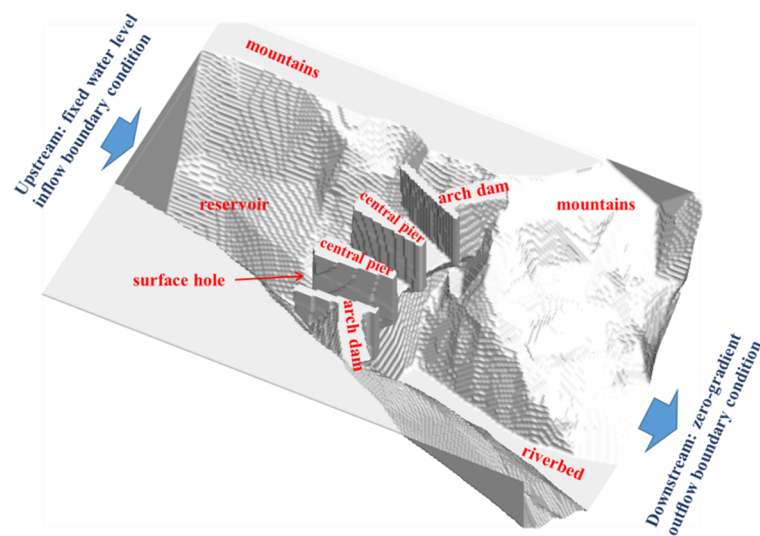 Upstream: fixed water level
inflow boundary condition
mountains
reservoir
arch dam
mountains
central pier
central pier
surface hole
arch dam
riverbed
Downstream: zero-gradient
outflow boundary condition